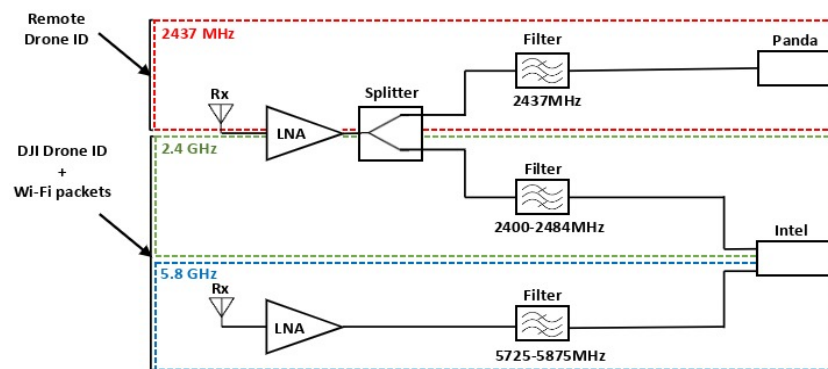 Remote
Drone ID
2437 MHz
Filter
Panda
Rx
Splitter
2437MHz
LNA
DJI Drone ID
+
Wi-Fi packets
2.4 GHz
Filter
2400-2484MHz
Intel
5.8 GHz
Rx
Filter
LNA
5725-5875MHz